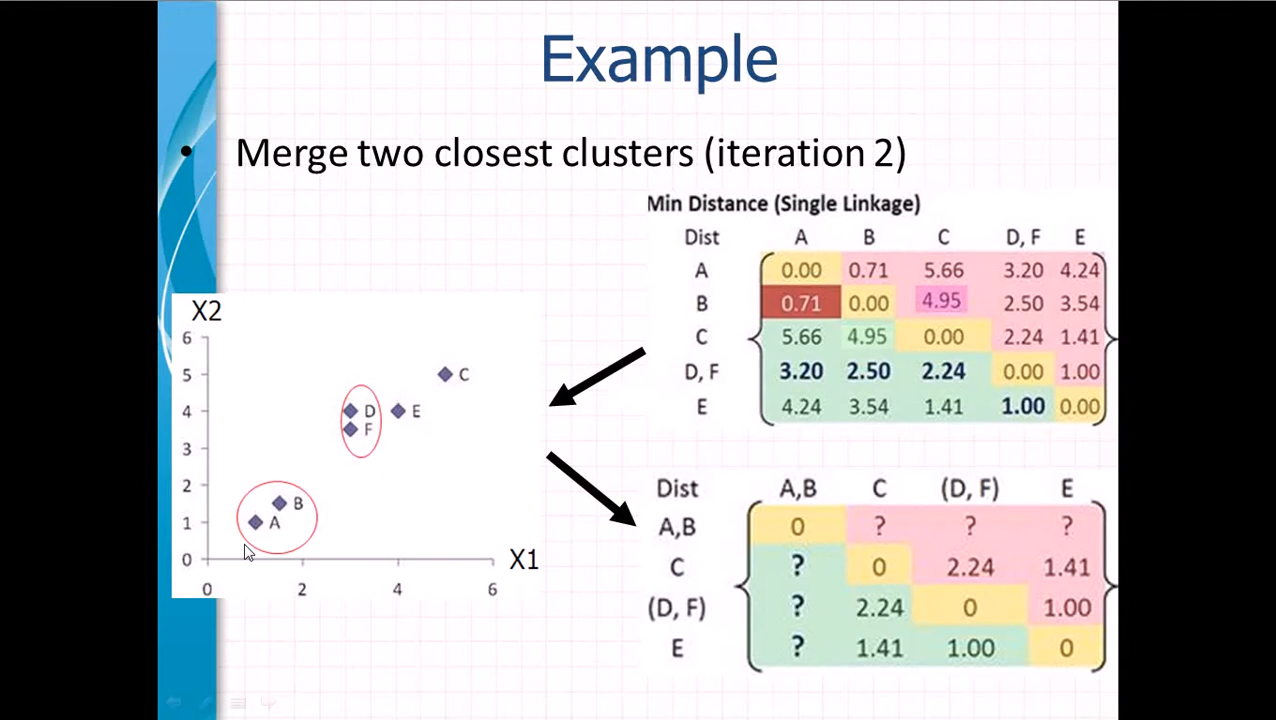 Example
• Merge two closest clusters (iteration 2)
Min Distance (Single Linkage)
Dist A B C D, F E
A 0.00 0.71 5.66 3.20 4.24
B 0.71 0.00 4.95 2.50 3.54
C 5.66 4.95 0.00 2.24 1.41
D, F 3.20 2.50 2.24 0.00 1.00
E 4.24 3.54 1.41 1.00 0.00
X2
6
5
4
3
2
1
0
C
D
E
F
B
A
X1
0 2 4 6
Dist A,B C (D, F) E
A,B 0 ? ? ?
C ? 0 2.24 1.41
(D, F) ? 2.24 0 1.00
E ? 1.41 1.00 0